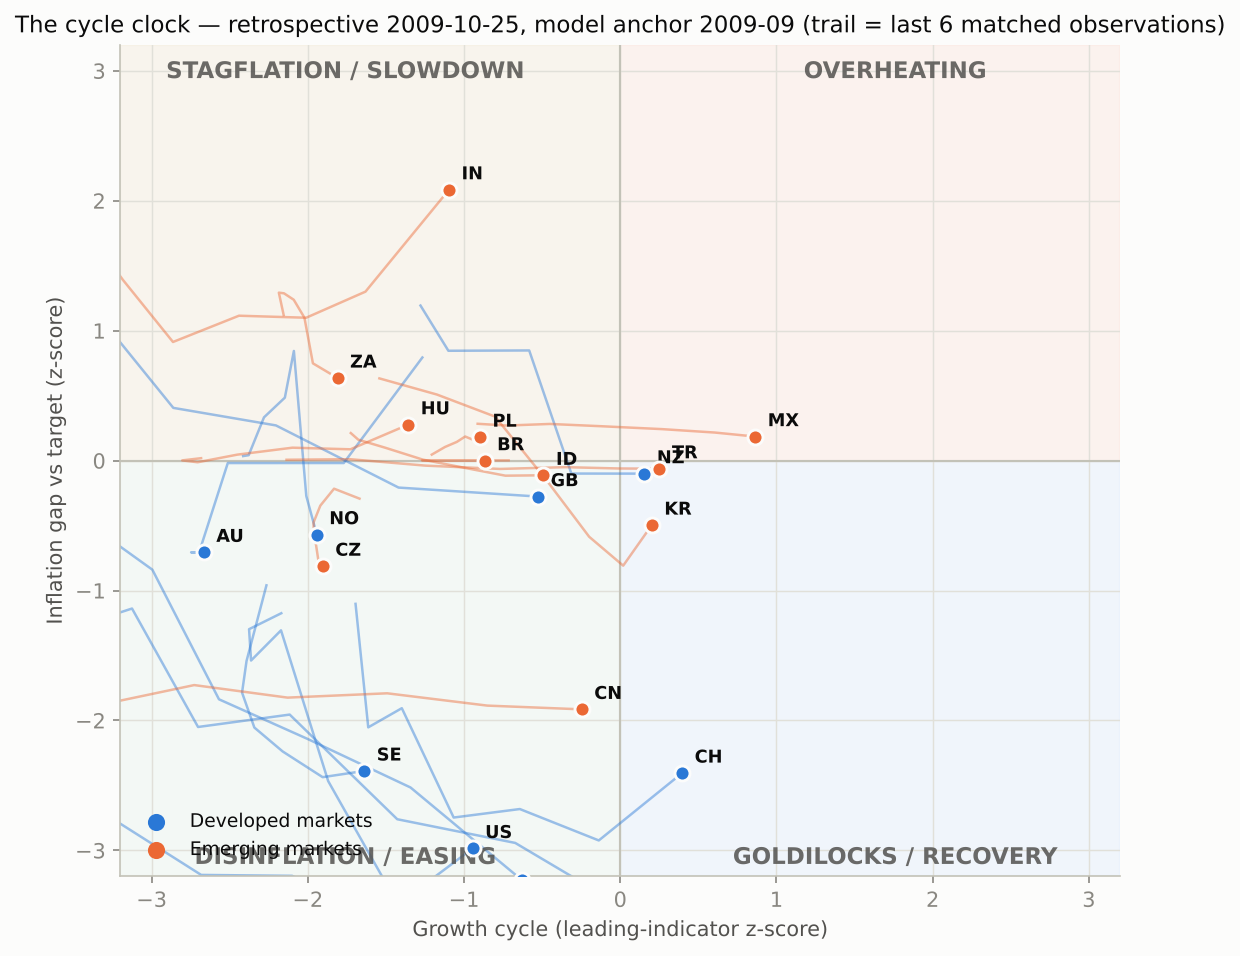 The cycle clock — retrospective 2009-10-25, model anchor 2009-09 (trail = last 6 matched observations)
STAGFLATION / SLOWDOWN
OVERHEATING
IN
ZA
HU
PL
MX
BR
ID
NZ
TR
GB
KR
NO
AU
CZ
CN
SE
CH
US
Developed markets
Emerging markets
DISINFLATION / EASING
GOLDILOCKS / RECOVERY
3
2
1
0
−1
−2
−3
Inflation gap vs target (z-score)
−3
−2
−1
0
1
2
3
Growth cycle (leading-indicator z-score)